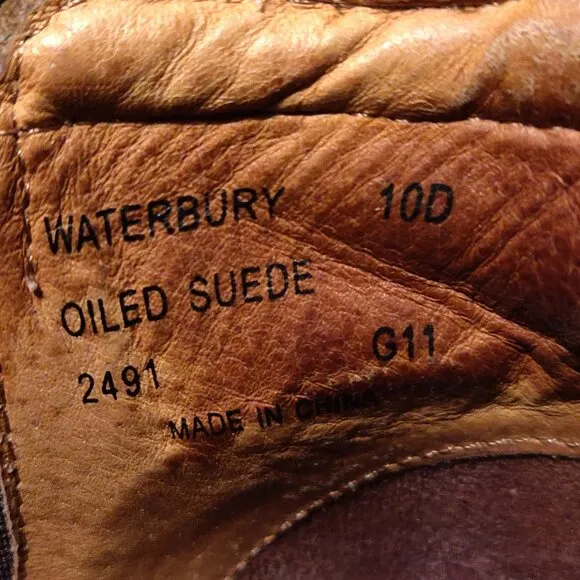 WATERBURY 10D
OILED SUEDE
2491 G11
MADE IN CHINA